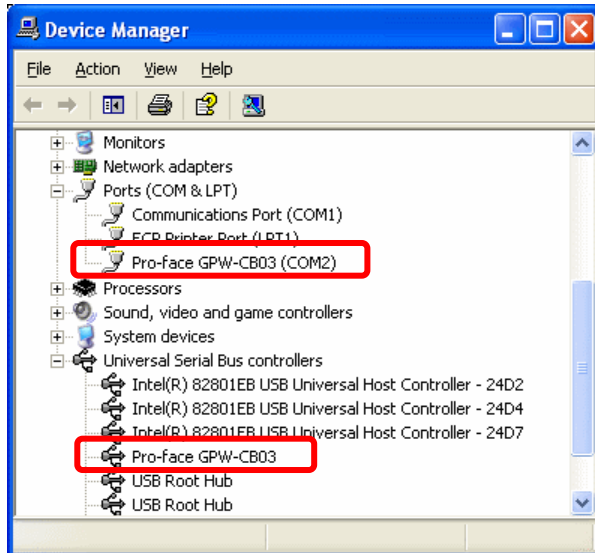 Device Manager
File Action View Help
Monitors
Network adapters
Ports (COM & LPT)
Communications Port (COM1)
ECP Printer Port (LPT1)
Pro-face GPW-CB03 (COM2)
Processors
Sound, video and game controllers
System devices
Universal Serial Bus controllers
Intel(R) 82801EB USB Universal Host Controller - 24D2
Intel(R) 82801EB USB Universal Host Controller - 24D4
Intel(R) 82801EB USB Universal Host Controller - 24D7
Pro-face GPW-CB03
USB Root Hub
USB Root Hub